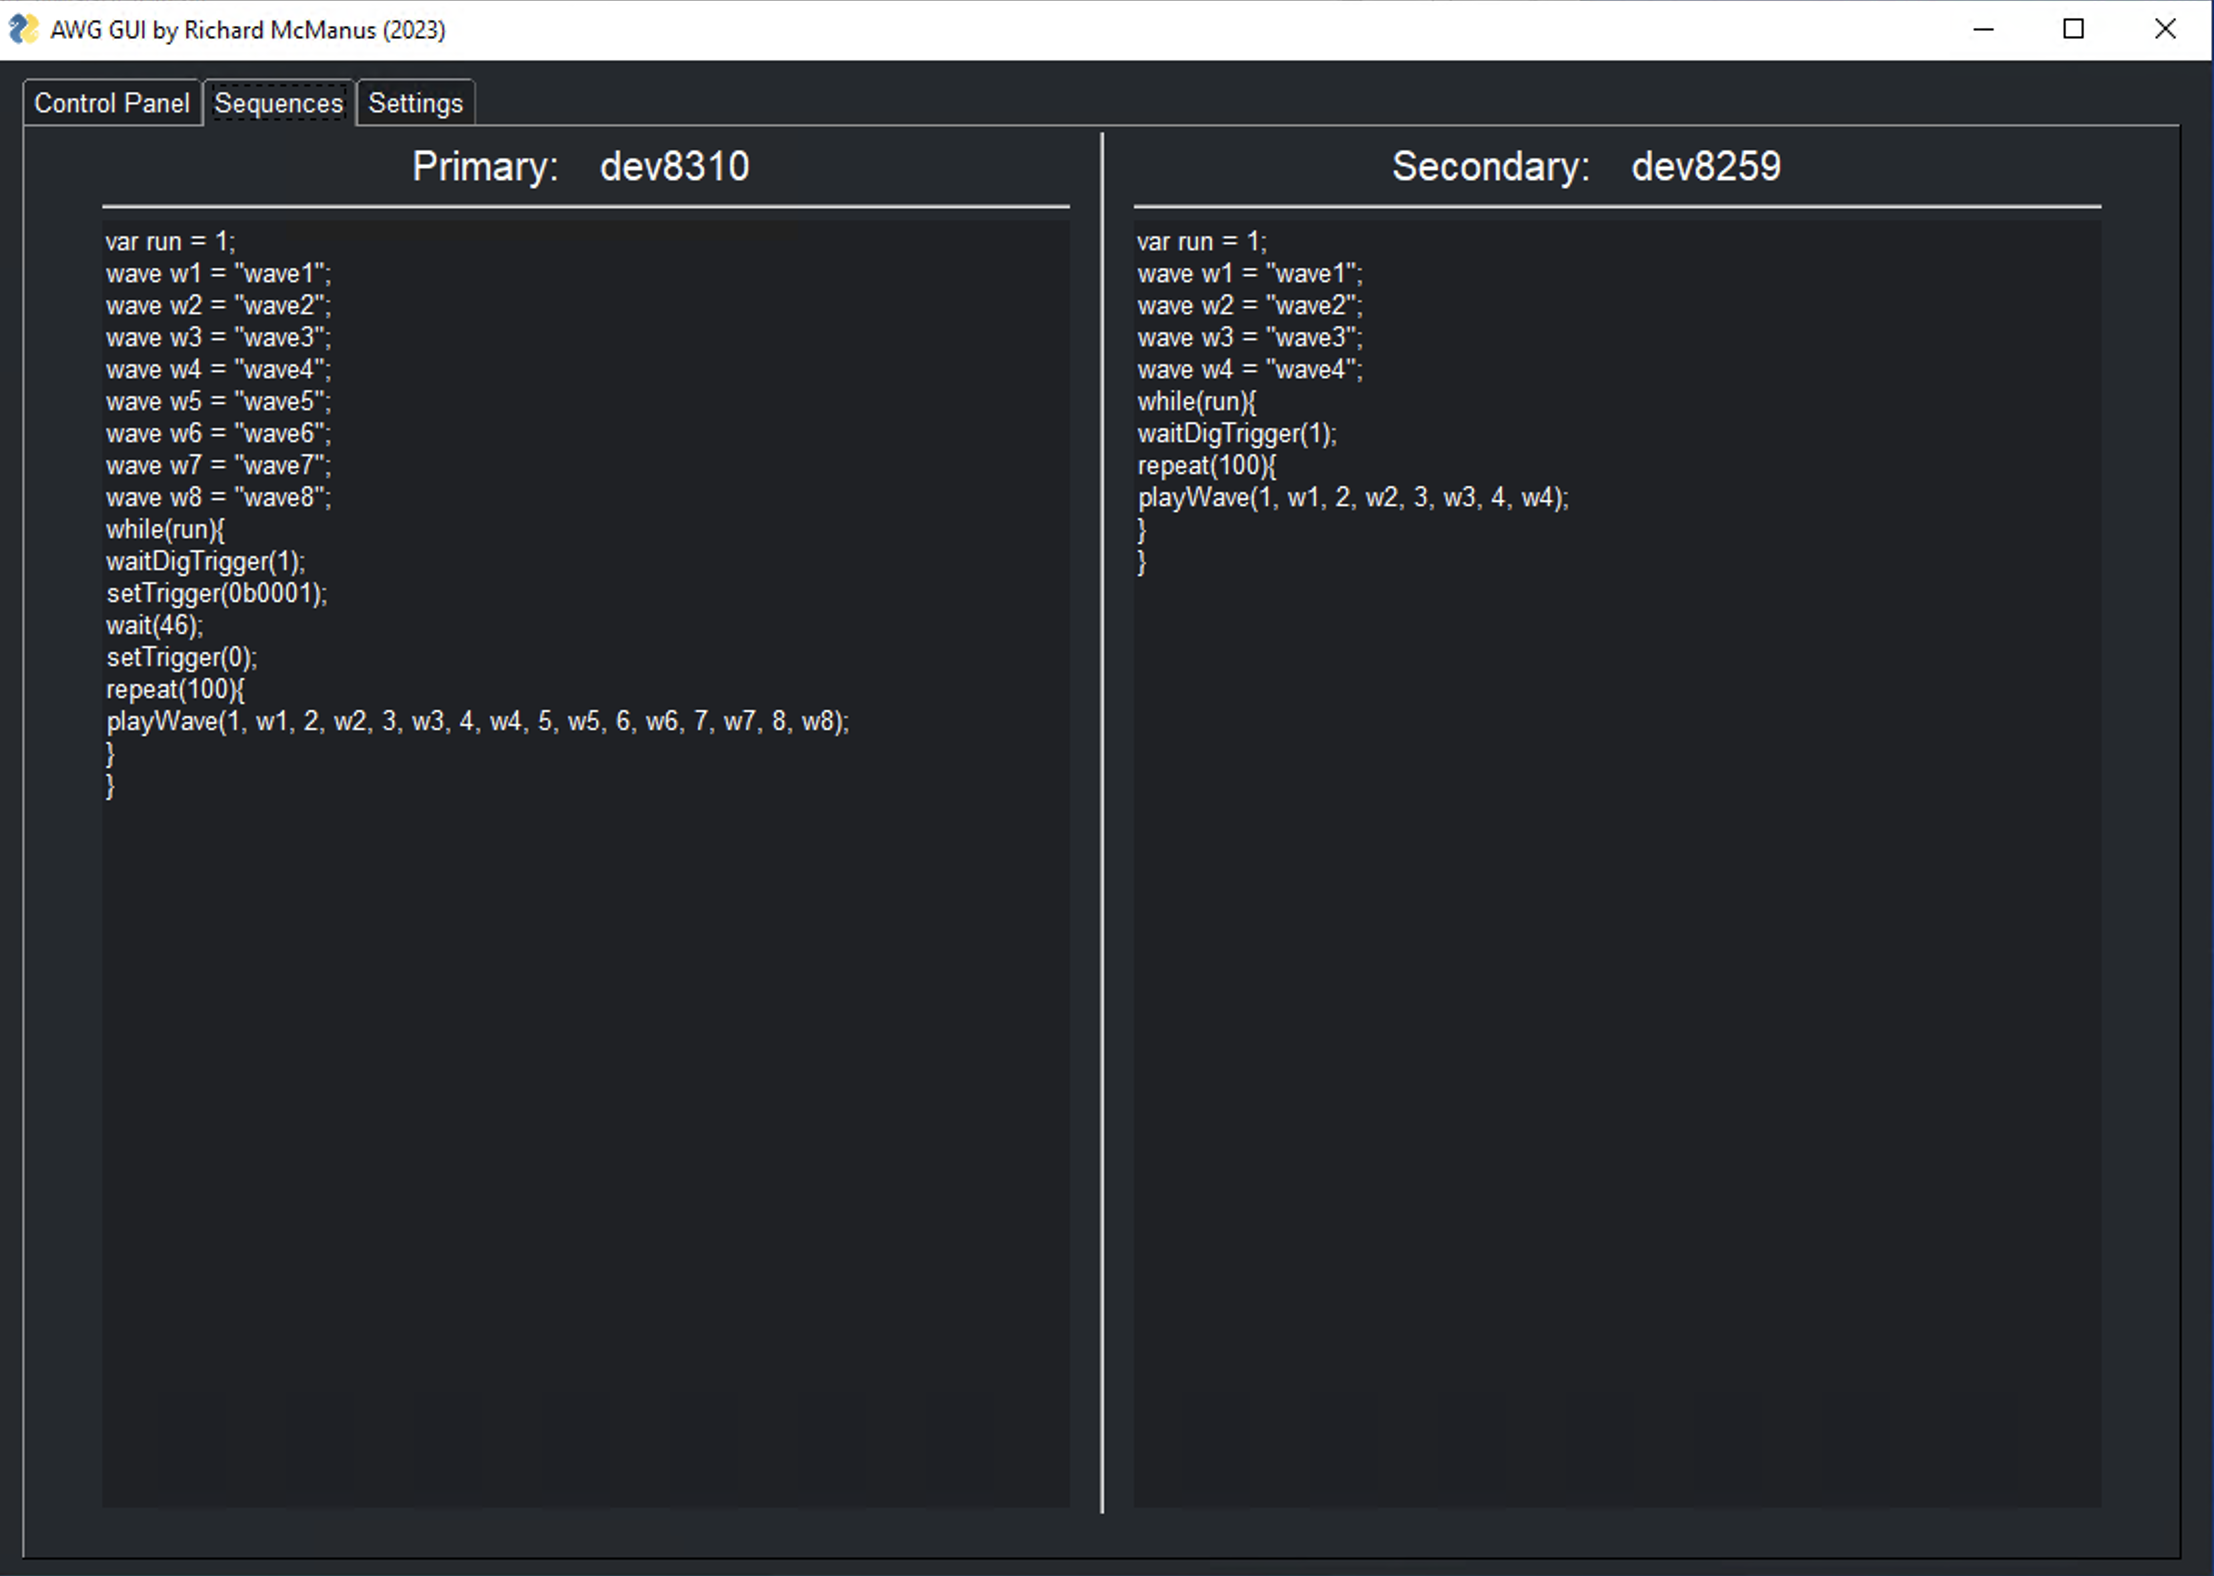 AWG GUI by Richard McManus (2023)
Control Panel Sequences Settings
Primary: dev8310
var run = 1;
wave w1 = "wave1";
wave w2 = "wave2";
wave w3 = "wave3";
wave w4 = "wave4";
wave w5 = "wave5";
wave w6 = "wave6";
wave w7 = "wave7";
wave w8 = "wave8";
while(run){
waitDigTrigger(1);
setTrigger(0b0001);
wait(46);
setTrigger(0);
repeat(100){
playWave(1, w1, 2, w2, 3, w3, 4, w4, 5, w5, 6, w6, 7, w7, 8, w8);
}
}
Secondary: dev8259
var run = 1;
wave w1 = "wave1";
wave w2 = "wave2";
wave w3 = "wave3";
wave w4 = "wave4";
while(run){
waitDigTrigger(1);
repeat(100){
playWave(1, w1, 2, w2, 3, w3, 4, w4);
}
}